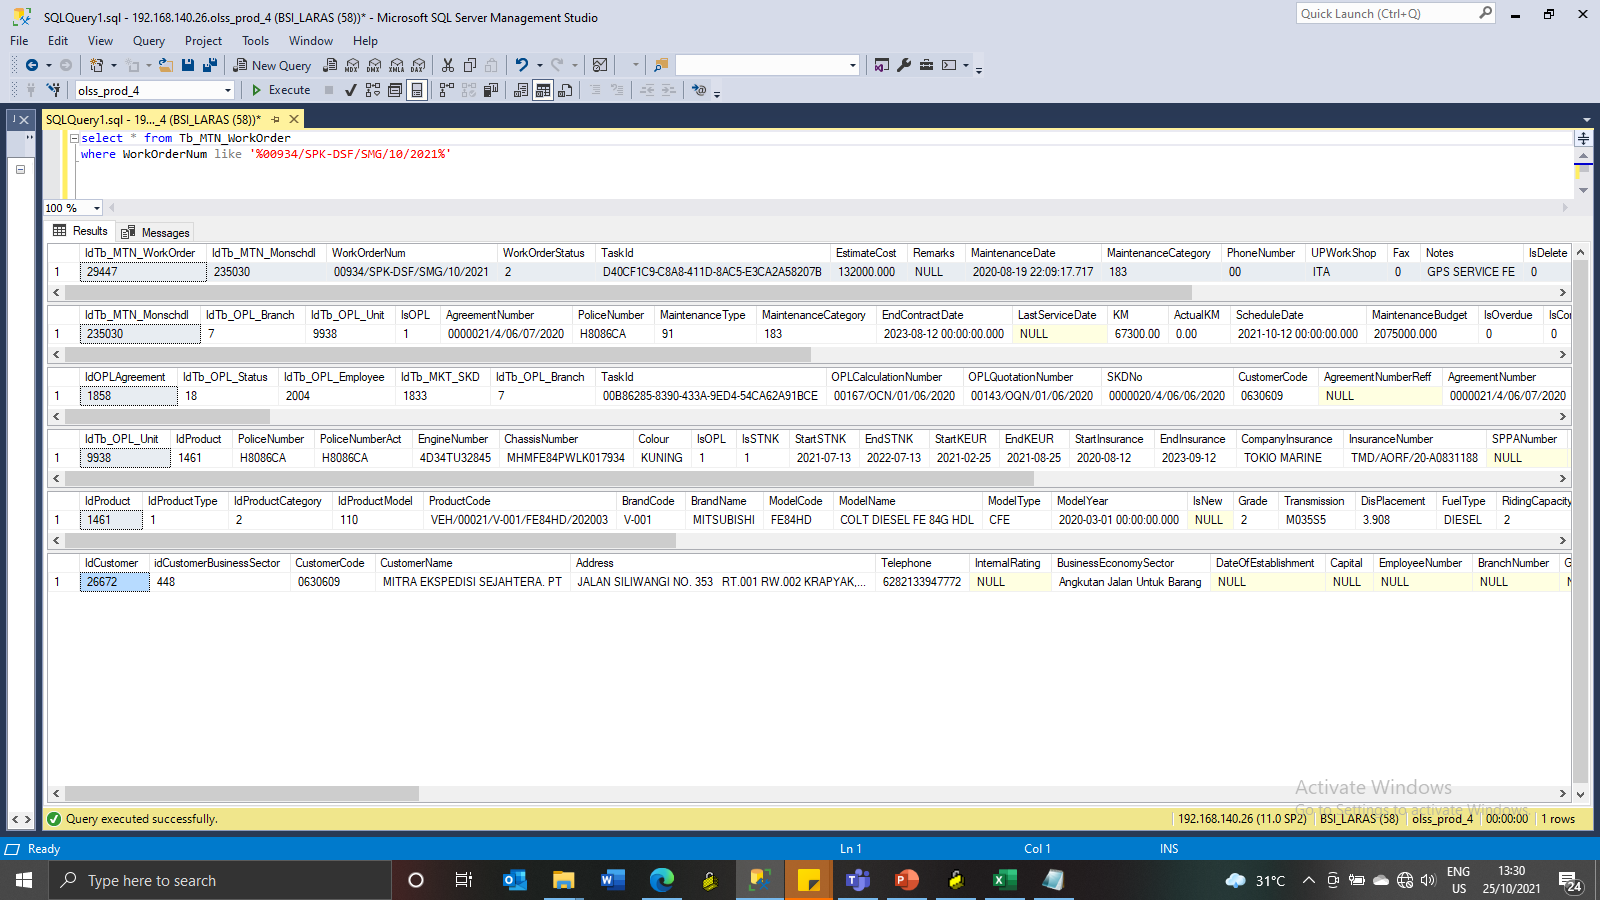 SQLQuery1.sql - 192.168.140.26.olss_prod_4 (BSI_LARAS (58))* - Microsoft SQL Server Management Studio
Quick Launch (Ctrl+Q)
File Edit View Query Project Tools Window Help
New Query MDX DMX XMLA DAX
olss_prod_4 Execute
SQLQuery1.sql - 19..._4 (BSI_LARAS (58))*
select * from Tb_MTN_WorkOrder
where WorkOrderNum like '%00934/SPK-DSF/SMG/10/2021%'
100 %
Results Messages
IdTb_MTN_WorkOrder IdTb_MTN_Monschdl WorkOrderNum WorkOrderStatus TaskId EstimateCost Remarks MaintenanceDate MaintenanceCategory PhoneNumber UPWorkShop Fax Notes IsDelete
1 29447 235030 00934/SPK-DSF/SMG/10/2021 2 D40CF1C9-C8A8-411D-8AC5-E3CA2A58207B 132000.000 NULL 2020-08-19 22:09:17.717 183 00 ITA 0 GPS SERVICE FE 0
IdTb_MTN_Monschdl IdTb_OPL_Branch IdTb_OPL_Unit IsOPL AgreementNumber PoliceNumber MaintenanceType MaintenanceCategory EndContractDate LastServiceDate KM ActualKM ScheduleDate MaintenanceBudget IsOverdue IsCo
1 235030 7 9938 1 0000021/4/06/07/2020 H8086CA 91 183 2023-08-12 00:00:00.000 NULL 67300.00 0.00 2021-10-12 00:00:00.000 2075000.000 0 0
IdOPLAgreement IdTb_OPL_Status IdTb_OPL_Employee IdTb_MKT_SKD IdTb_OPL_Branch TaskId OPLCalculationNumber OPLQuotationNumber SKDNo CustomerCode AgreementNumberReff AgreementNumber
1 1858 18 2004 1833 7 00B86285-8390-433A-9ED4-54CA62A91BCE 00167/OCN/01/06/2020 00143/OQN/01/06/2020 0000020/4/06/06/2020 0630609 NULL 0000021/4/06/07/2020
IdTb_OPL_Unit IdProduct PoliceNumber PoliceNumberAct EngineNumber ChassisNumber Colour IsOPL IsSTNK StartSTNK EndSTNK StartKEUR EndKEUR StartInsurance EndInsurance CompanyInsurance InsuranceNumber SPPANumber
1 9938 1461 H8086CA H8086CA 4D34TU32845 MHMFE84PWLK017934 KUNING 1 1 2021-07-13 2022-07-13 2021-02-25 2021-08-25 2020-08-12 2023-09-12 TOKIO MARINE TMD/AORF/20-A0831188 NULL
IdProduct IdProductType IdProductCategory IdProductModel ProductCode BrandCode BrandName ModelCode ModelName ModelType ModelYear IsNew Grade Transmission DisPlacement FuelType RidingCapacity
1 1461 1 2 110 VEH/00021/V-001/FE84HD/202003 V-001 MITSUBISHI FE84HD COLT DIESEL FE 84G HDL CFE 2020-03-01 00:00:00.000 NULL 2 M035S5 3.908 DIESEL 2
IdCustomer idCustomerBusinessSector CustomerCode CustomerName Address Telephone InternalRating BusinessEconomySector DateOfEstablishment Capital EmployeeNumber BranchNumber G
1 26672 448 0630609 MITRA EKSPEDISI SEJAHTERA. PT JALAN SILIWANGI NO. 353 RT.001 RW.002 KRAPYAK,... 6282133947772 NULL Angkutan Jalan Untuk Barang NULL NULL NULL NULL
Activate Windows
Go to Settings to activate Windows.
Query executed successfully. 192.168.140.26 (11.0 SP2) BSI_LARAS (58) olss_prod_4 00:00:00 1 rows
Ready Ln 1 Col 1 INS
Type here to search 31°C ENG US 13:30 25/10/2021 24